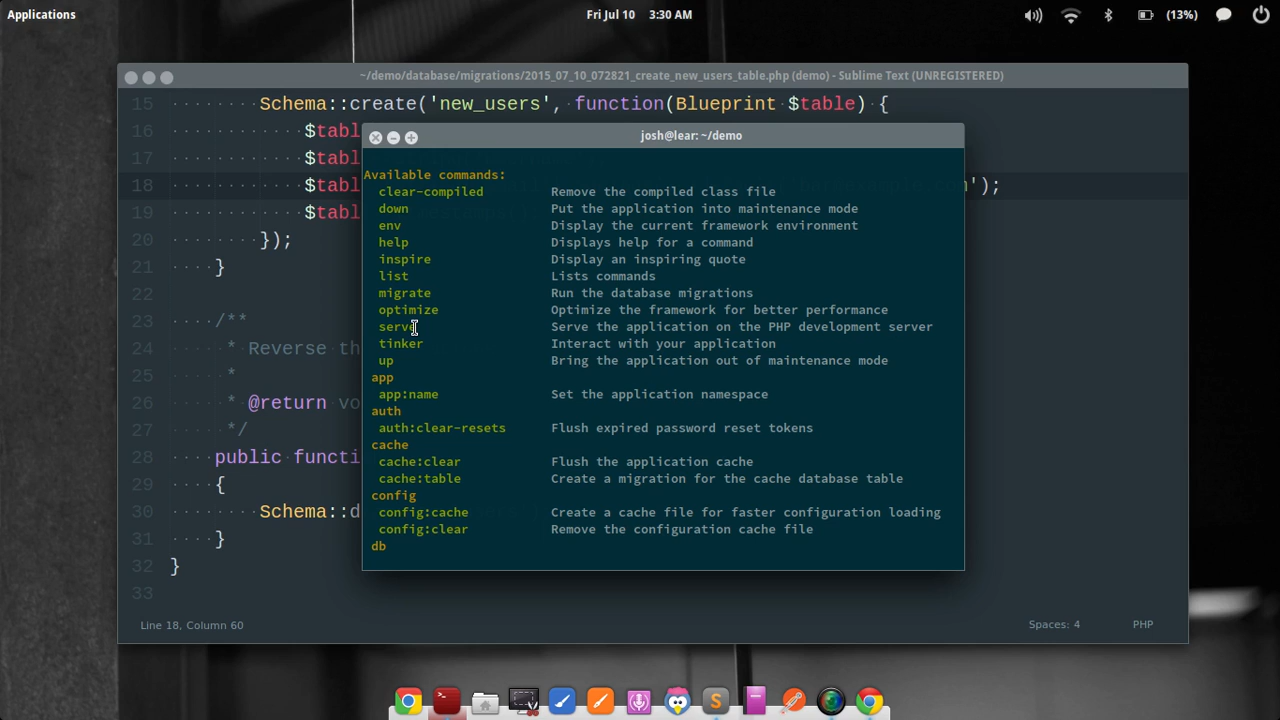 Applications
Fri Jul 10 3:30 AM
(13%)
~/demo/database/migrations/2015_07_10_072821_create_new_users_table.php (demo) - Sublime Text (UNREGISTERED)
15 ········Schema::create('new_users', ·function(Blueprint·$table)·{
16 ············$tabl
17 ············$tabl
18 ············$tabl ');
19 ············$tabl
20 ········});
21 ····}
22
23 ····/**
24 ·····*·Reverse·th
25 ·····*
26 ·····*·@return·vo
27 ·····*/
28 ····public·functi
29 ····{
30 ········Schema::d
31 ····}
32 }
33
Line 18, Column 60
Spaces: 4
PHP
josh@lear: ~/demo
Available commands:
clear-compiled Remove the compiled class file
down Put the application into maintenance mode
env Display the current framework environment
help Displays help for a command
inspire Display an inspiring quote
list Lists commands
migrate Run the database migrations
optimize Optimize the framework for better performance
serve Serve the application on the PHP development server
tinker Interact with your application
up Bring the application out of maintenance mode
app
app:name Set the application namespace
auth
auth:clear-resets Flush expired password reset tokens
cache
cache:clear Flush the application cache
cache:table Create a migration for the cache database table
config
config:cache Create a cache file for faster configuration loading
config:clear Remove the configuration cache file
db